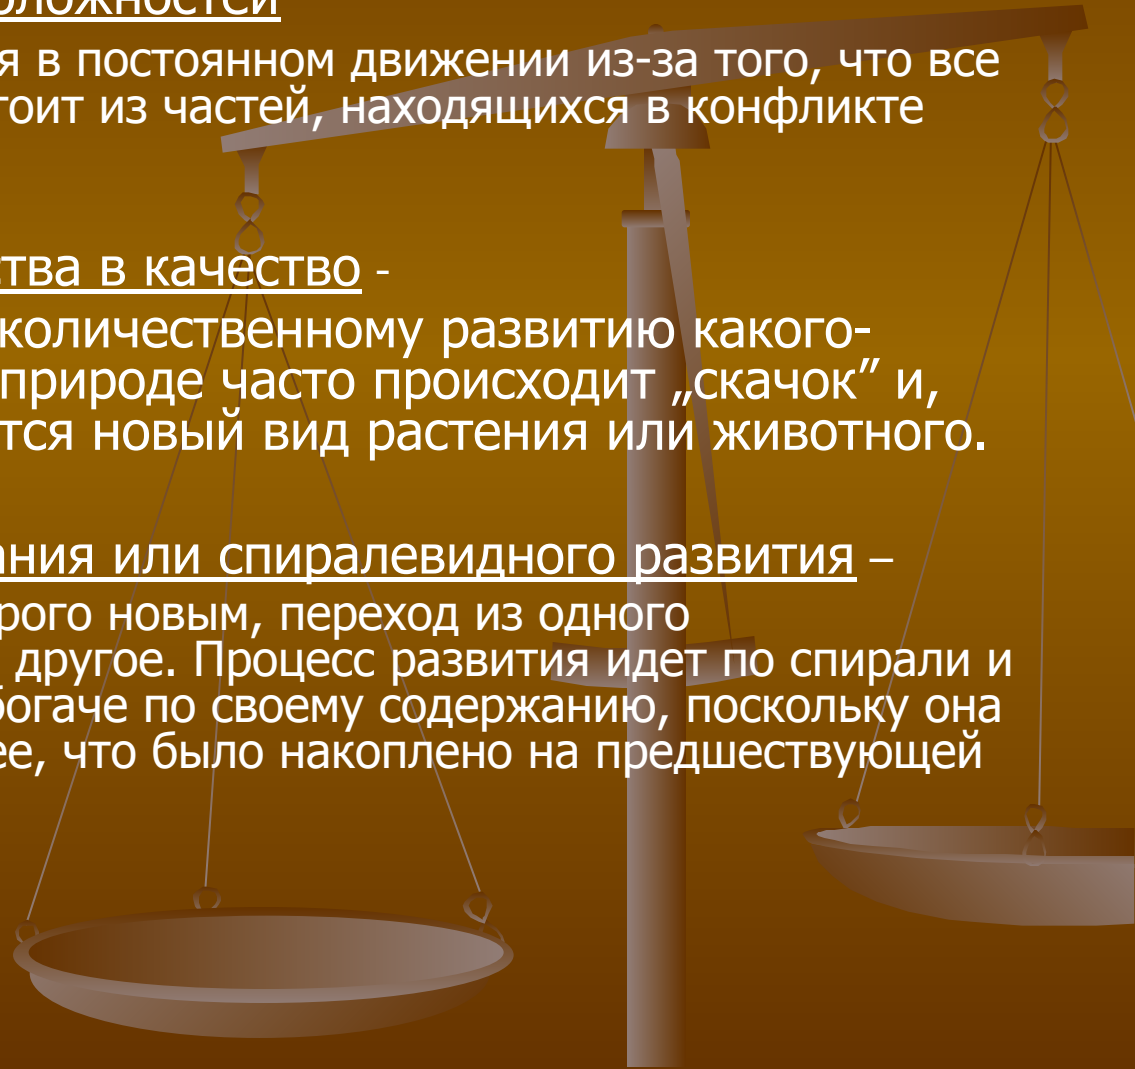 оложностей
я в постоянном движении из-за того, что все
тоит из частей, находящихся в конфликте
ства в качество -
количественному развитию какого-
природе часто происходит „скачок” и,
тся новый вид растения или животного.
ания или спиралевидного развития –
рого новым, переход из одного
другое. Процесс развития идет по спирали и
богаче по своему содержанию, поскольку она
ее, что было накоплено на предшествующей